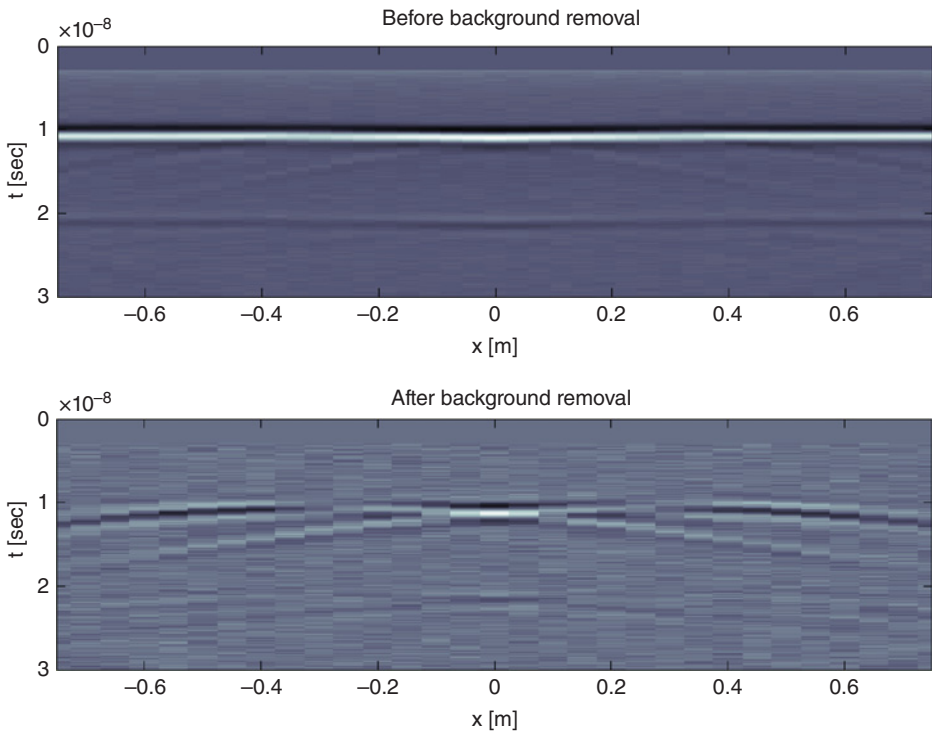 Before background removal
×10⁻⁸
0
1
2
3
t [sec]
−0.6 −0.4 −0.2 0 0.2 0.4 0.6
x [m]
After background removal
×10⁻⁸
0
1
2
3
t [sec]
−0.6 −0.4 −0.2 0 0.2 0.4 0.6
x [m]